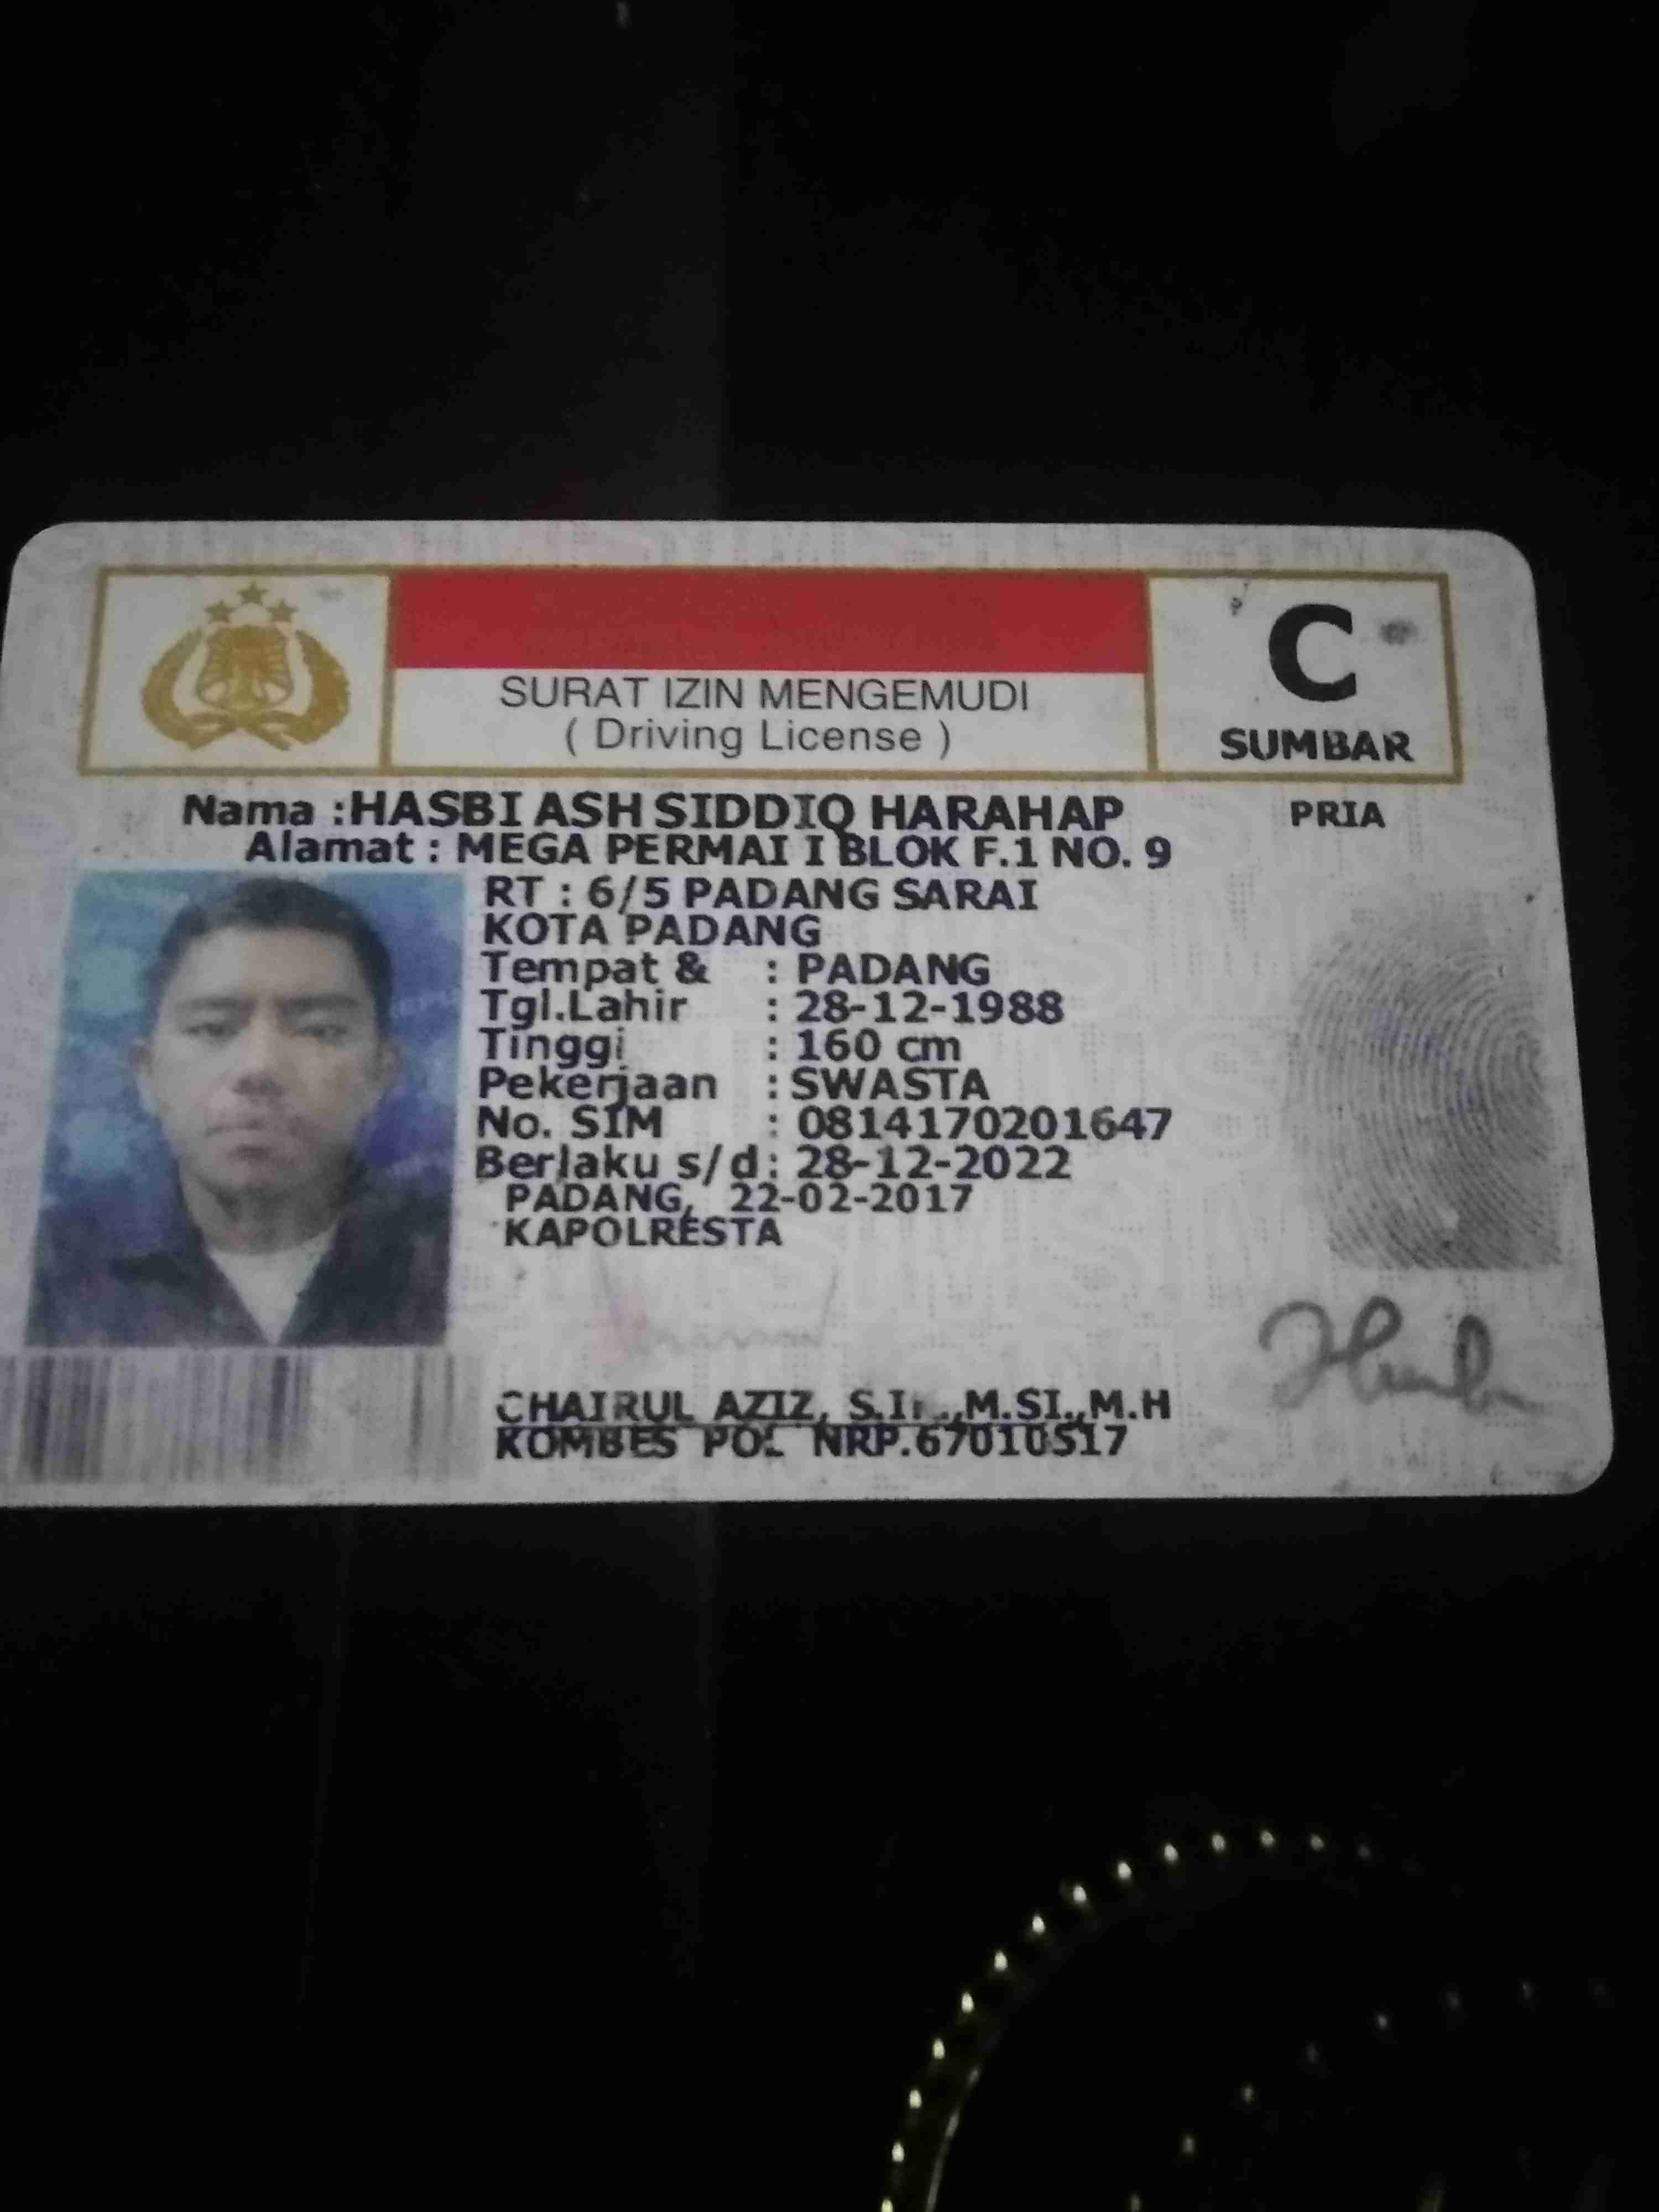 SURAT IZIN MENGEMUDI
( Driving License )
C
SUMBAR
Nama :HASBI ASH SIDDIQ HARAHAP
PRIA
Alamat : MEGA PERMAI I BLOK F.1 NO. 9
RT : 6/5 PADANG SARAI
KOTA PADANG
Tempat & : PADANG
Tgl.Lahir : 28-12-1988
Tinggi : 160 cm
Pekerjaan : SWASTA
No. SIM : 0814170201647
Berlaku s/d: 28-12-2022
PADANG, 22-02-2017
KAPOLRESTA
CHAIRUL AZIZ, M.SI.,M.H
KOMBES POL NRP.67010517